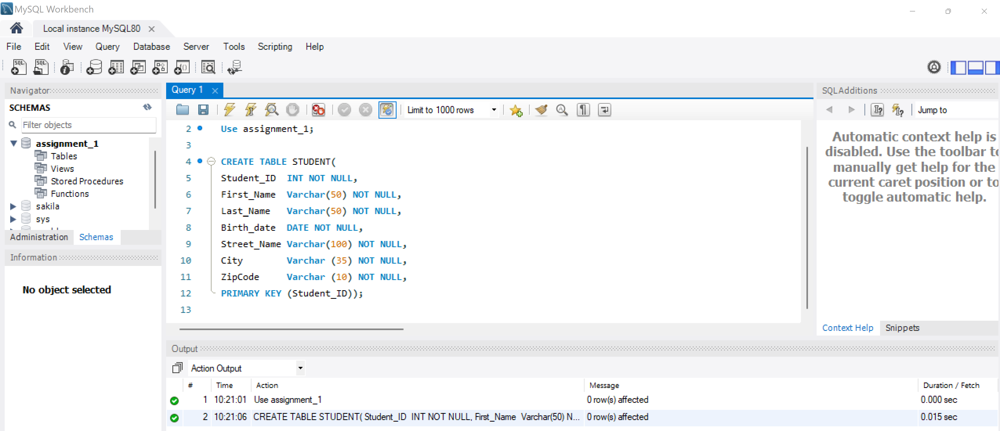 MySQL Workbench
Local instance MySQL80
File Edit View Query Database Server Tools Scripting Help
Navigator
SCHEMAS
Filter objects
assignment_1
Tables
Views
Stored Procedures
Functions
sakila
sys
Administration Schemas
Information
No object selected
Query 1
Limit to 1000 rows
2 Use assignment_1;
3
4 CREATE TABLE STUDENT(
5 Student_ID INT NOT NULL,
6 First_Name Varchar(50) NOT NULL,
7 Last_Name Varchar(50) NOT NULL,
8 Birth_date DATE NOT NULL,
9 Street_Name Varchar(100) NOT NULL,
10 City Varchar (35) NOT NULL,
11 ZipCode Varchar (10) NOT NULL,
12 PRIMARY KEY (Student_ID));
13
SQLAdditions
Jump to
Automatic context help is
disabled. Use the toolbar to
manually get help for the
current caret position or to
toggle automatic help.
Context Help Snippets
Output
Action Output
# Time Action Message Duration / Fetch
1 10:21:01 Use assignment_1 0 row(s) affected 0.000 sec
2 10:21:06 CREATE TABLE STUDENT( Student_ID INT NOT NULL, First_Name Varchar(50) N... 0 row(s) affected 0.015 sec